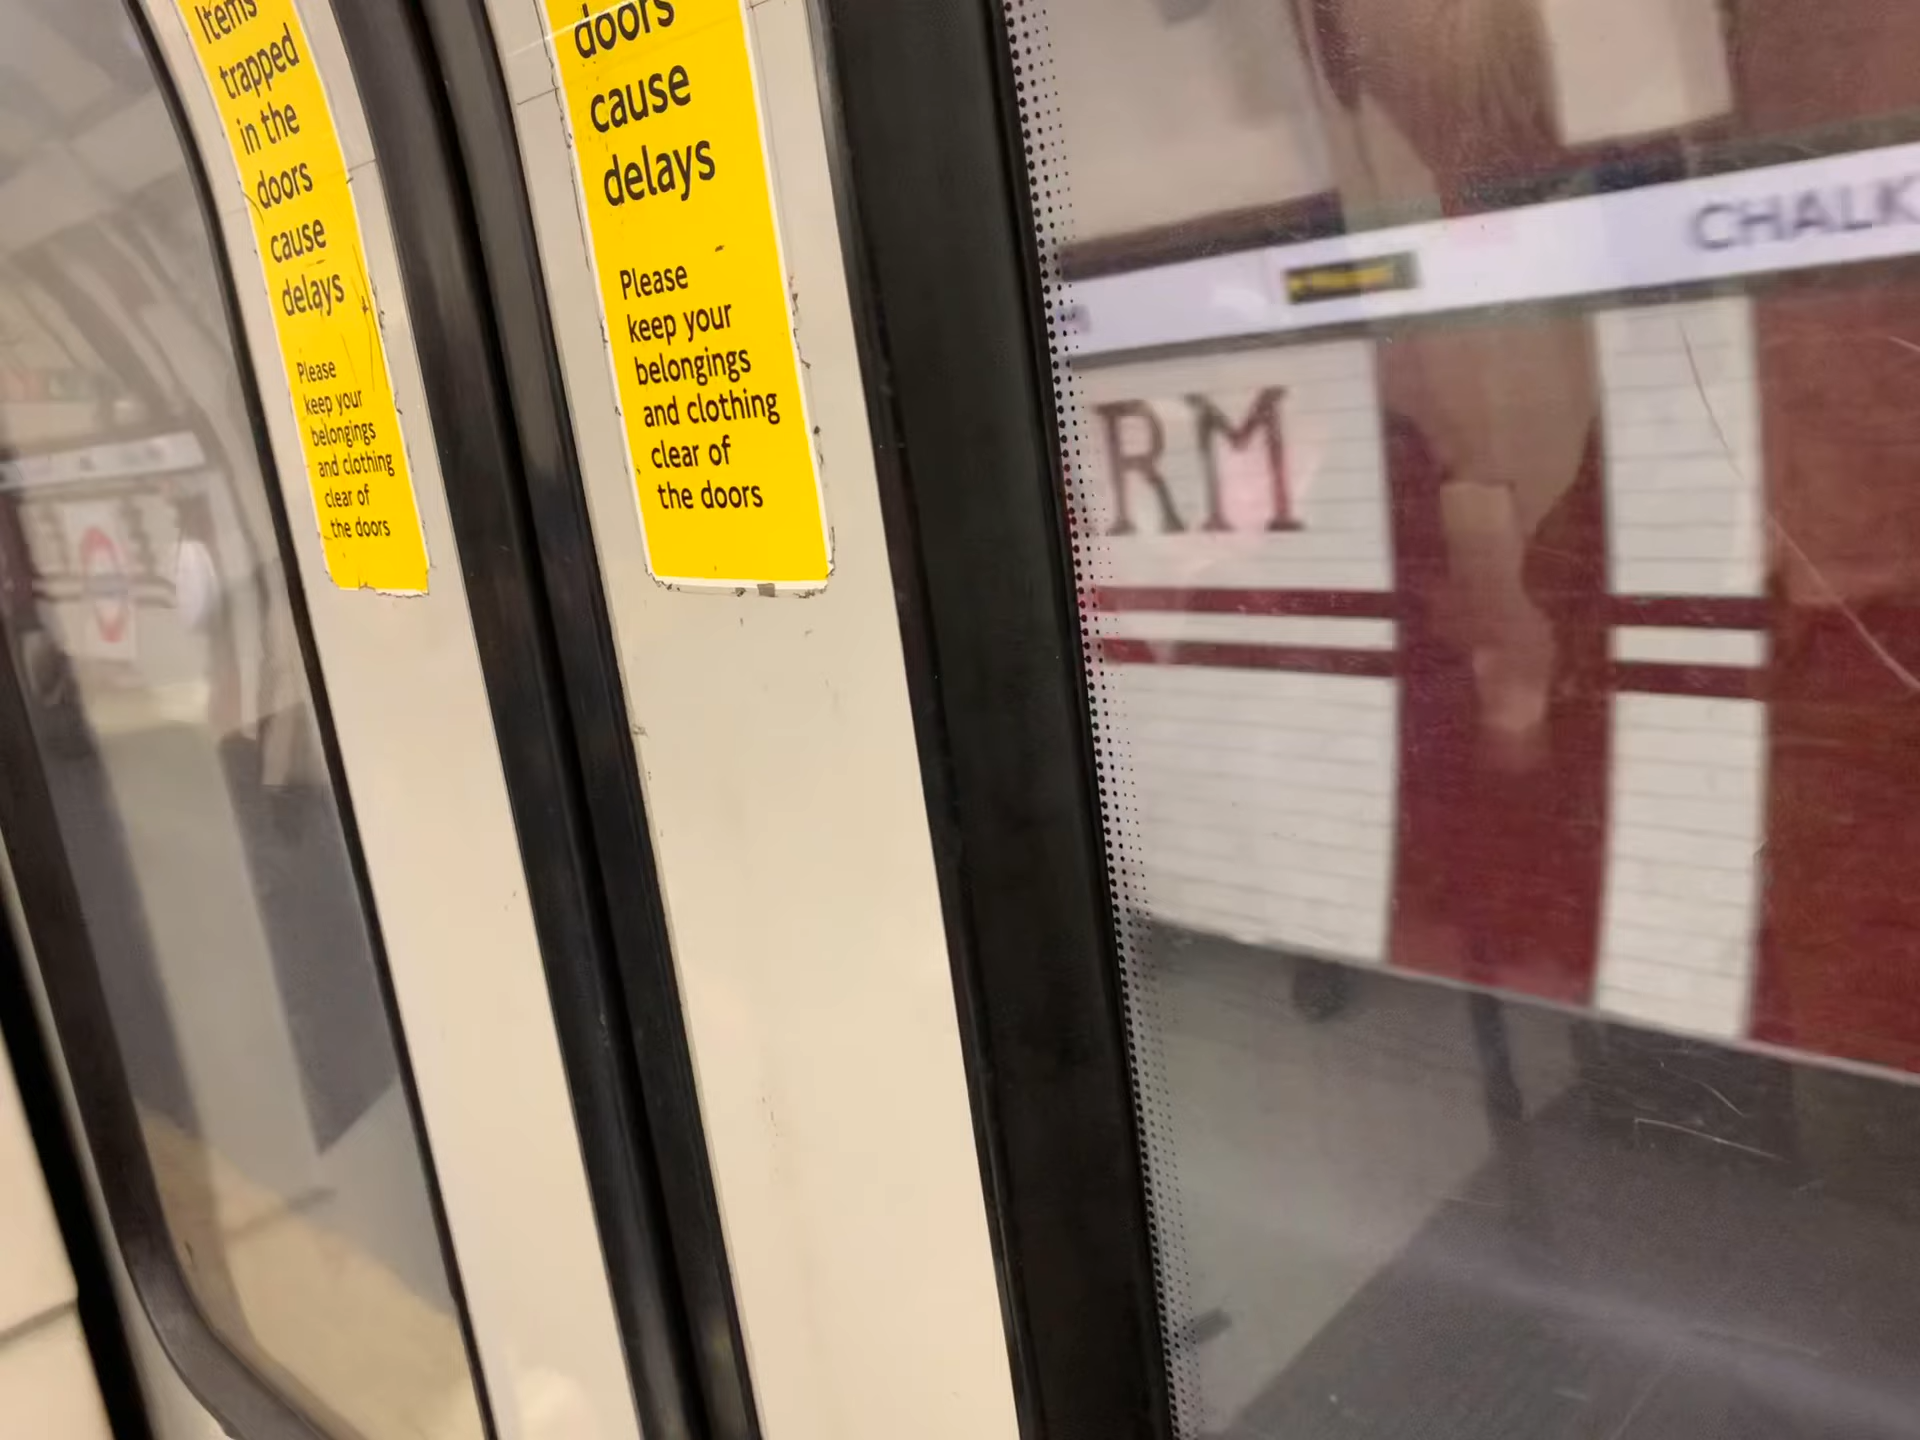 Items
trapped
in the
doors
cause
delays
Please
keep your
belongings
and clothing
clear of
the doors
doors
cause
delays
Please
keep your
belongings
and clothing
clear of
the doors
CHALK
RM